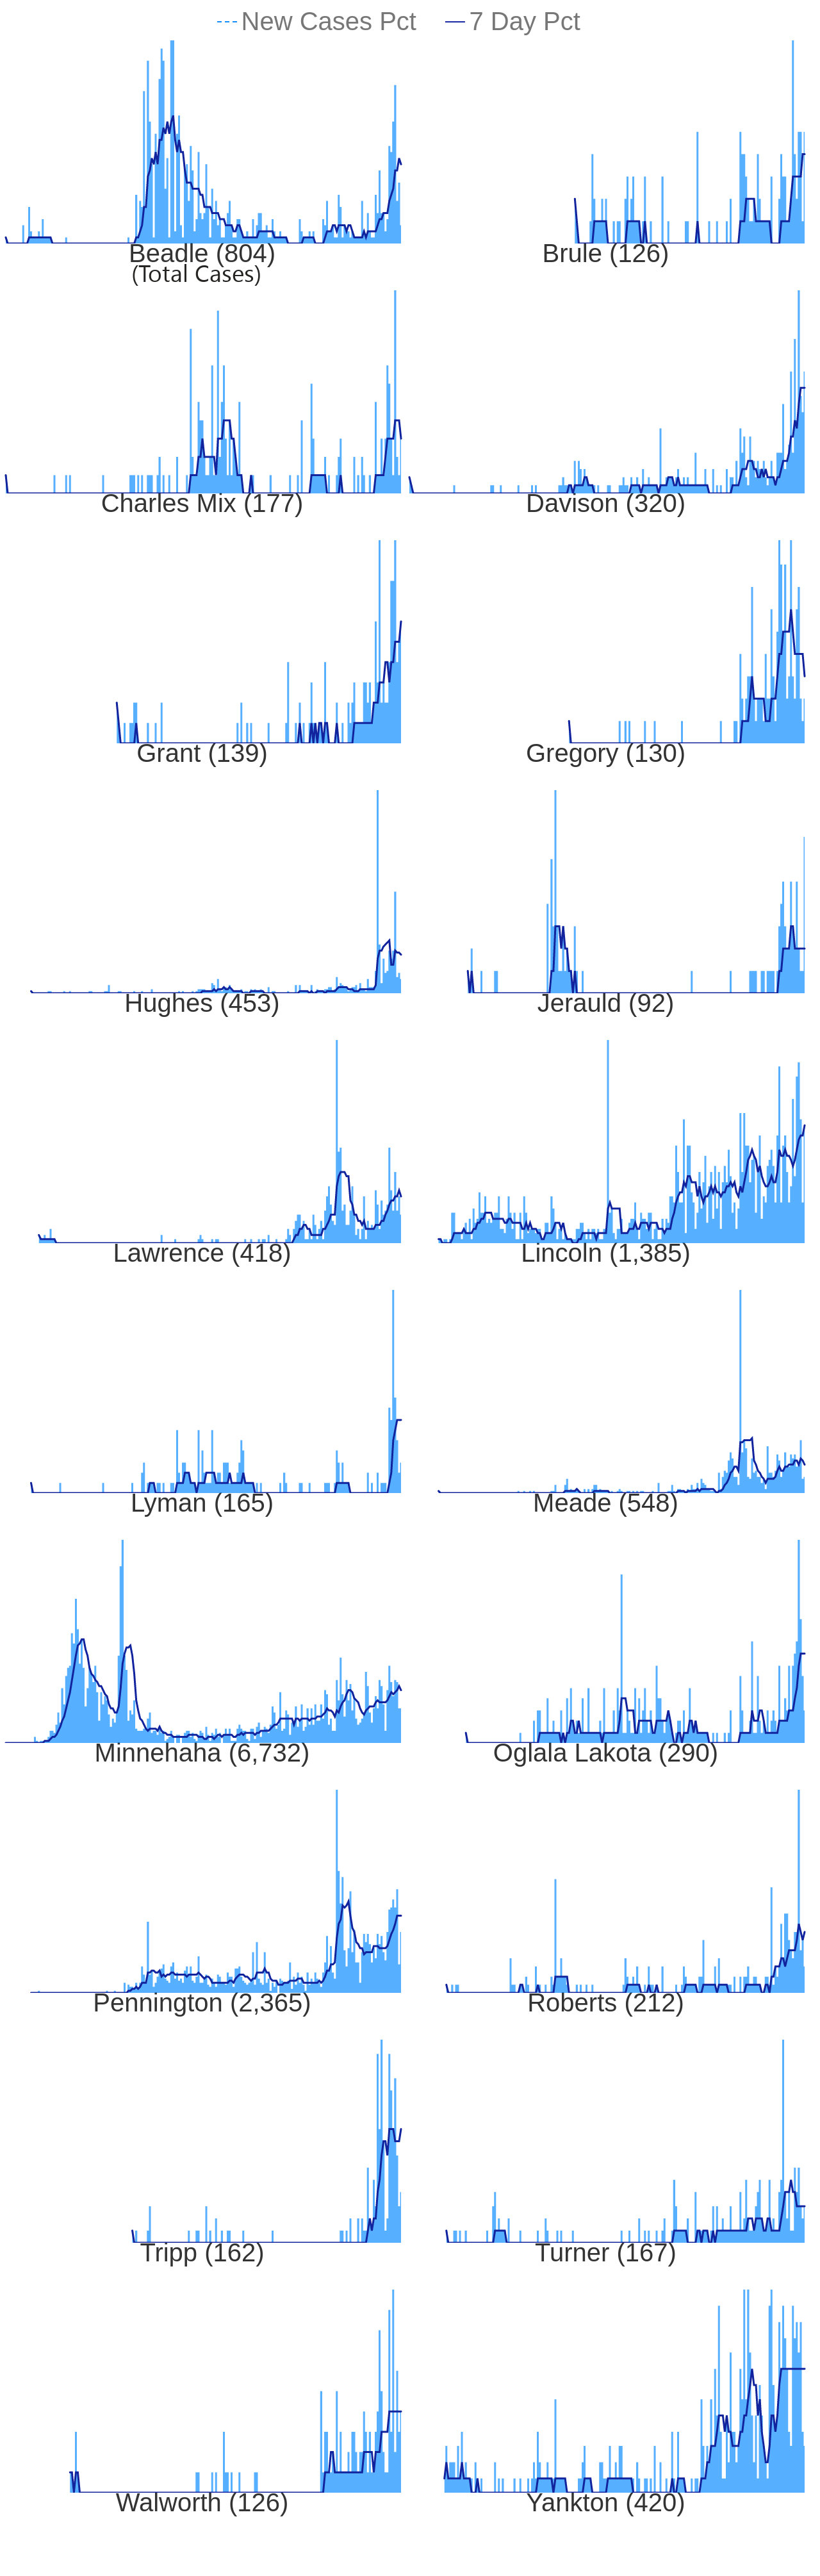 New Cases Pct 7 Day Pct
Beadle (804) Brule (126)
(Total Cases)
Charles Mix (177) Davison (320)
Grant (139) Gregory (130)
Hughes (453) Jerauld (92)
Lawrence (418) Lincoln (1,385)
Lyman (165) Meade (548)
Minnehaha (6,732) Oglala Lakota (290)
Pennington (2,365) Roberts (212)
Tripp (162) Turner (167)
Walworth (126) Yankton (420)